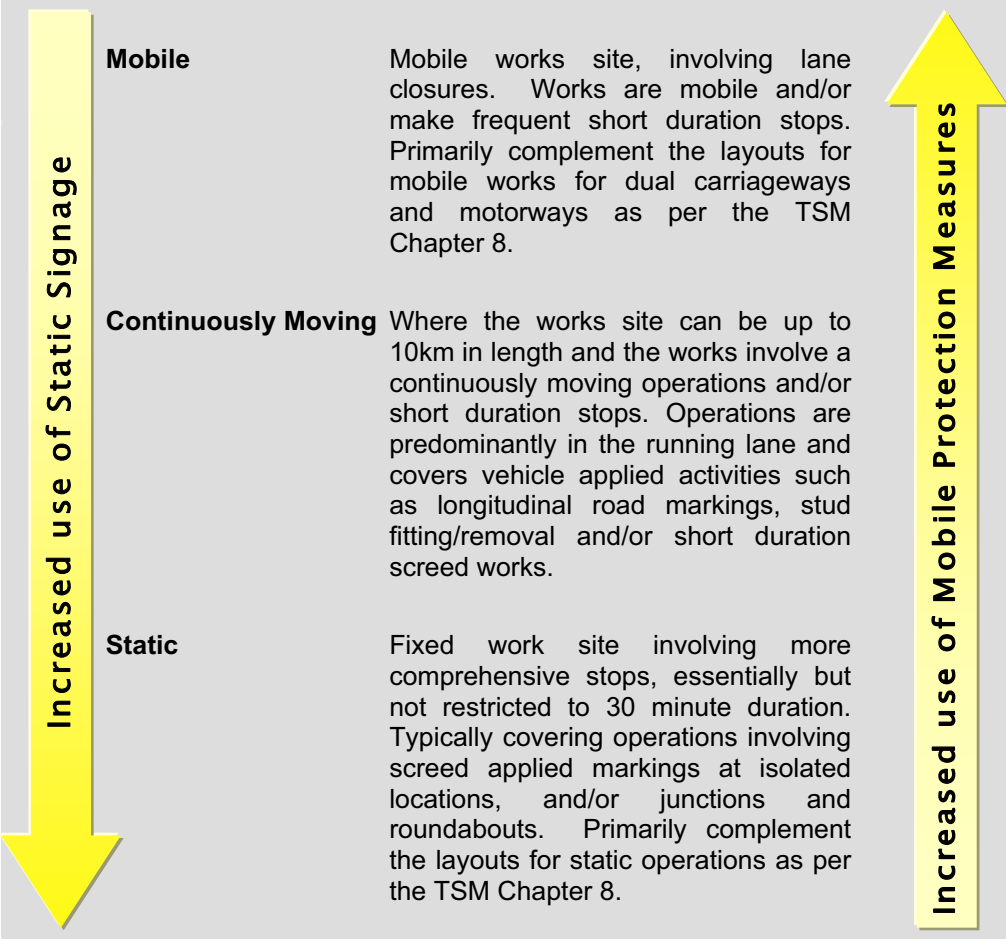 Increased use of Static Signage
Mobile
Mobile works site, involving lane
closures. Works are mobile and/or
make frequent short duration stops.
Primarily complement the layouts for
mobile works for dual carriageways
and motorways as per the TSM
Chapter 8.
Continuously Moving
Where the works site can be up to
10km in length and the works involve a
continuously moving operations and/or
short duration stops. Operations are
predominantly in the running lane and
covers vehicle applied activities such
as longitudinal road markings, stud
fitting/removal and/or short duration
screed works.
Static
Fixed work site involving more
comprehensive stops, essentially but
not restricted to 30 minute duration.
Typically covering operations involving
screed applied markings at isolated
locations, and/or junctions and
roundabouts. Primarily complement
the layouts for static operations as per
the TSM Chapter 8.
Increased use of Mobile Protection Measures